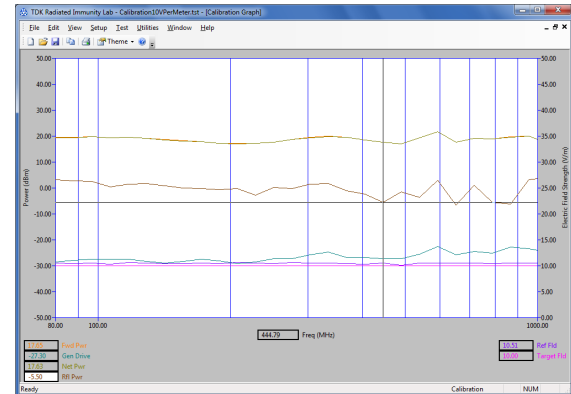 TDK Radiated Immunity Lab - Calibration10VPerMeter.tst - [Calibration Graph]
File Edit View Setup Test Utilities Window Help
Theme
50.00 50.00
40.00 45.00
30.00 40.00
20.00 35.00
10.00 30.00
0.00 25.00
-10.00 20.00
-20.00 15.00
-30.00 10.00
-40.00 5.00
-50.00 0.00
Power (dBm)
Electric Field Strength (V/m)
80.00 100.00 1000.00
444.79 Freq (MHz)
17.65 Fwd Pwr 10.51 Ref Fld
-27.30 Gen Drive 10.00 Target Fld
17.63 Net Pwr
-5.50 Rfl Pwr
Ready Calibration NUM